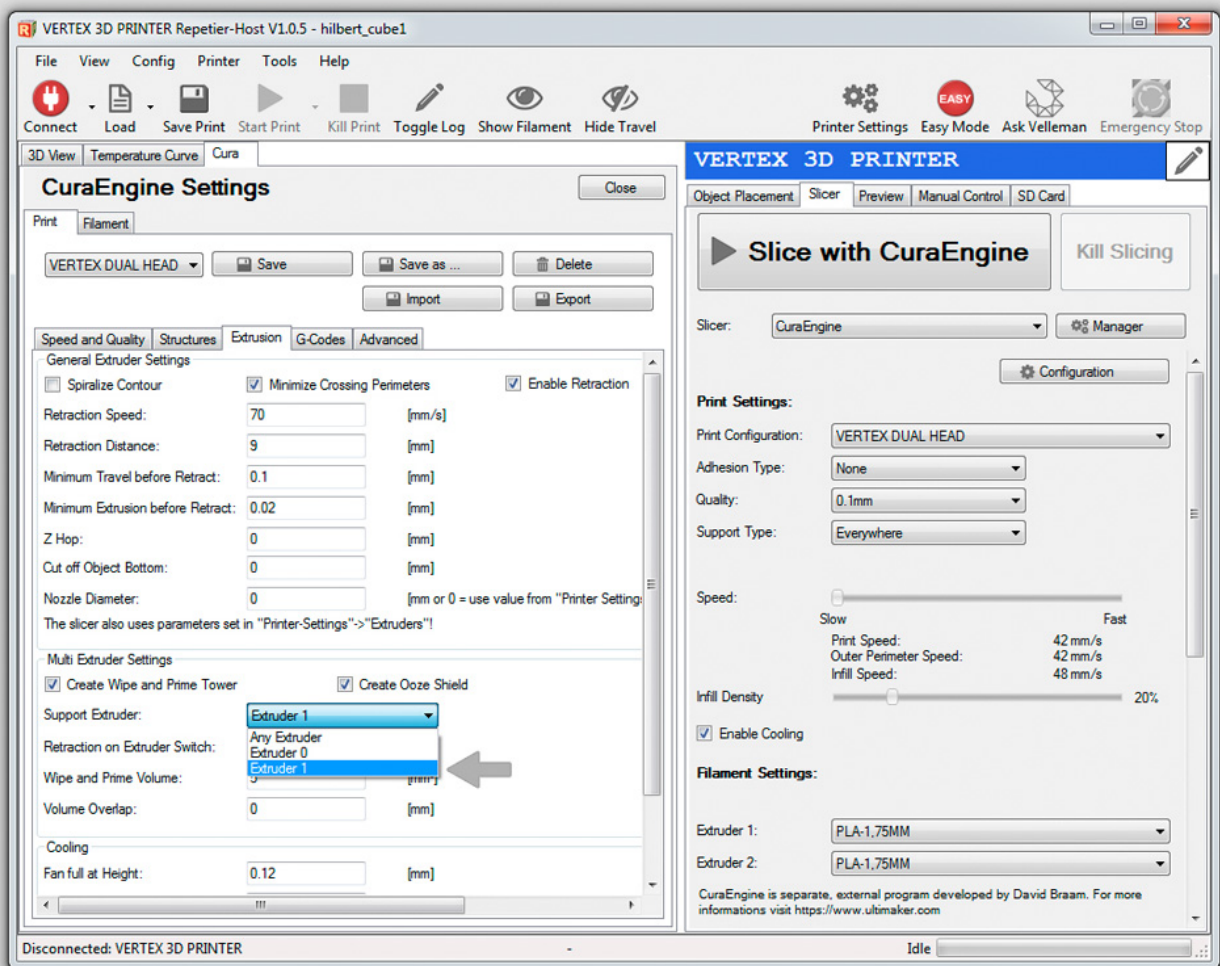 VERTEX 3D PRINTER Repetier-Host V1.0.5 - hilbert_cube1
File View Config Printer Tools Help
Connect Load Save Print Start Print Kill Print Toggle Log Show Filament Hide Travel Printer Settings EASY Easy Mode Ask Velleman Emergency Stop
3D View Temperature Curve Cura
CuraEngine Settings
Close
Print Filament
VERTEX DUAL HEAD Save Save as ... Delete
Import Export
Speed and Quality Structures Extrusion G-Codes Advanced
General Extruder Settings
Spiralize Contour Minimize Crossing Perimeters Enable Retraction
Retraction Speed: 70 [mm/s]
Retraction Distance: 9 [mm]
Minimum Travel before Retract: 0.1 [mm]
Minimum Extrusion before Retract: 0.02 [mm]
Z Hop: 0 [mm]
Cut off Object Bottom: 0 [mm]
Nozzle Diameter: 0 [mm or 0 = use value from "Printer Setting
The slicer also uses parameters set in "Printer-Settings"->"Extruders"!
Multi Extruder Settings
Create Wipe and Prime Tower Create Ooze Shield
Support Extruder: Extruder 1
Any Extruder
Extruder 0
Extruder 1
Retraction on Extruder Switch:
Wipe and Prime Volume:
Volume Overlap: 0 [mm]
Cooling
Fan full at Height: 0.12 [mm]
VERTEX 3D PRINTER
Object Placement Slicer Preview Manual Control SD Card
Slice with CuraEngine Kill Slicing
Slicer: CuraEngine Manager
Configuration
Print Settings:
Print Configuration: VERTEX DUAL HEAD
Adhesion Type: None
Quality: 0.1mm
Support Type: Everywhere
Speed:
Slow Fast
Print Speed: 42 mm/s
Outer Perimeter Speed: 42 mm/s
Infill Speed: 48 mm/s
Infill Density 20%
Enable Cooling
Filament Settings:
Extruder 1: PLA-1,75MM
Extruder 2: PLA-1,75MM
CuraEngine is separate, external program developed by David Braam. For more
informations visit https://www.ultimaker.com
Disconnected: VERTEX 3D PRINTER - Idle